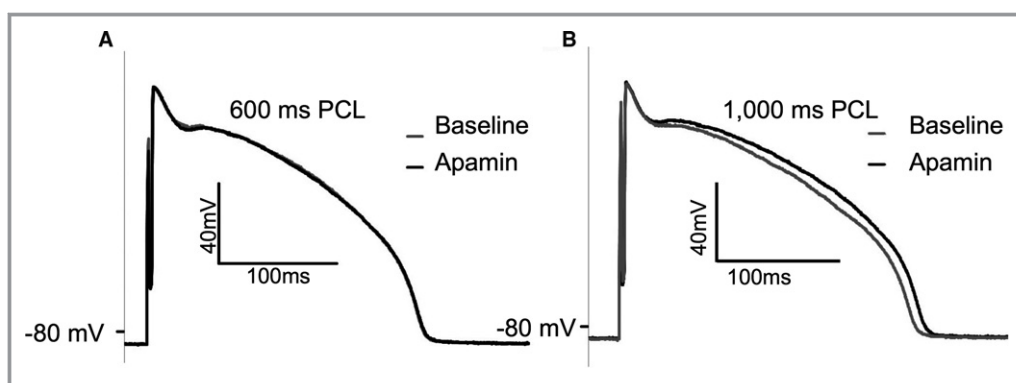 A
600 ms PCL
Baseline
Apamin
40mV
100ms
-80 mV
B
1,000 ms PCL
Baseline
Apamin
40mV
100ms
-80 mV